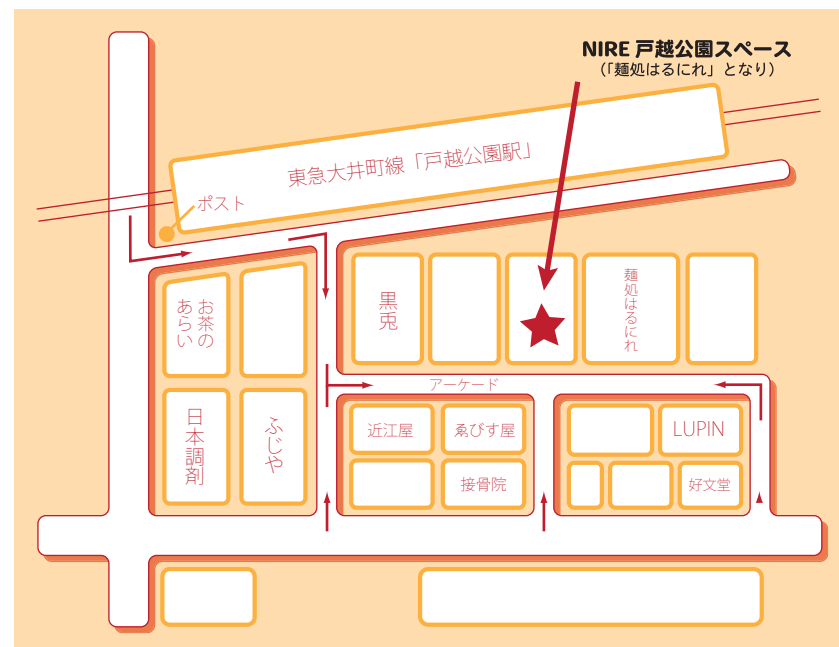 NIRE 戸越公園スペース
(「麺処はるにれ」となり)
東急大井町線「戸越公園駅」
ポスト
お茶の
あらい
黒兎
麺処はるにれ
アーケード
日本調剤
ふじや
近江屋
ゑびす屋
LUPIN
接骨院
好文堂